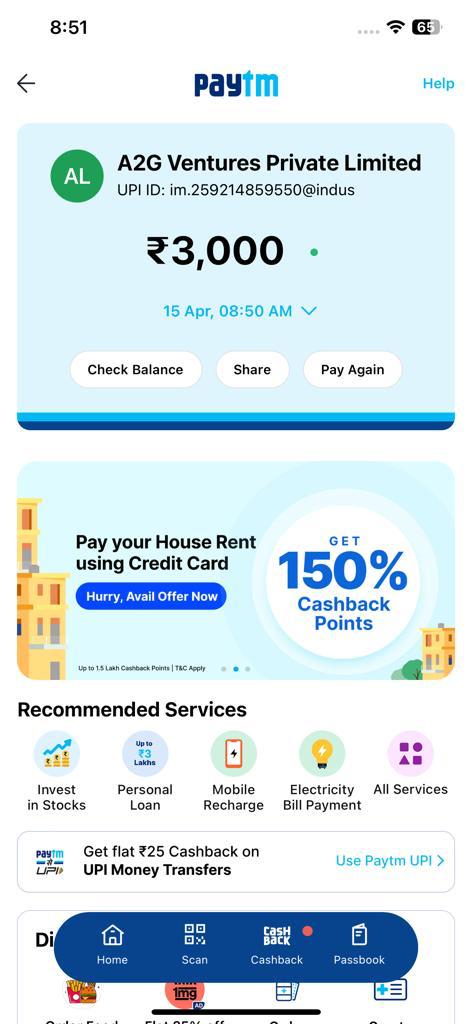 8:51
65
paytm
Help
AL
A2G Ventures Private Limited
UPI ID: im.259214859550@indus
₹3,000
15 Apr, 08:50 AM
Check Balance
Share
Pay Again
Pay your House Rent
using Credit Card
Hurry, Avail Offer Now
GET
150%
Cashback
Points
Up to 1.5 Lakh Cashback Points | T&C Apply
Recommended Services
Up to
₹3
Lakhs
Invest
in Stocks
Personal
Loan
Mobile
Recharge
Electricity
Bill Payment
All Services
paytm
UPI
Get flat ₹25 Cashback on
UPI Money Transfers
Use Paytm UPI
Di
CASH
BACK
Home
Scan
Cashback
Passbook
1mg
AD